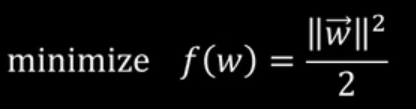 minimize f(w) = ‖w⃗‖² / 2